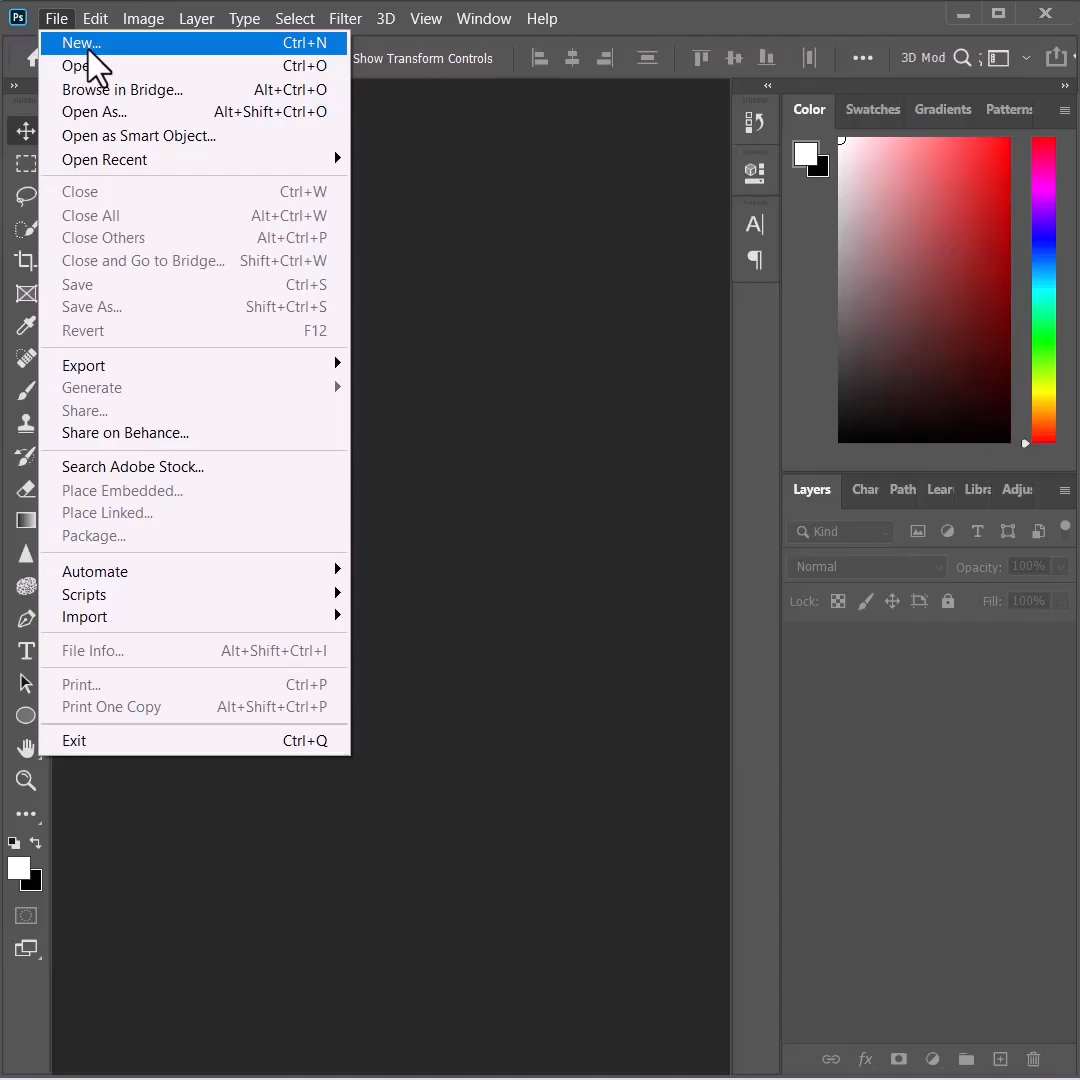 Ps File Edit Image Layer Type Select Filter 3D View Window Help
Show Transform Controls 3D Mod
New... Ctrl+N
Ope Ctrl+O
Browse in Bridge... Alt+Ctrl+O
Open As... Alt+Shift+Ctrl+O
Open as Smart Object...
Open Recent
Close Ctrl+W
Close All Alt+Ctrl+W
Close Others Alt+Ctrl+P
Close and Go to Bridge... Shift+Ctrl+W
Save Ctrl+S
Save As... Shift+Ctrl+S
Revert F12
Export
Generate
Share...
Share on Behance...
Search Adobe Stock...
Place Embedded...
Place Linked...
Package...
Automate
Scripts
Import
File Info... Alt+Shift+Ctrl+I
Print... Ctrl+P
Print One Copy Alt+Shift+Ctrl+P
Exit Ctrl+Q
Color Swatches Gradients Patterns
Layers Char Path Lear Libra Adju
Kind
Normal Opacity: 100%
Lock: Fill: 100%
fx